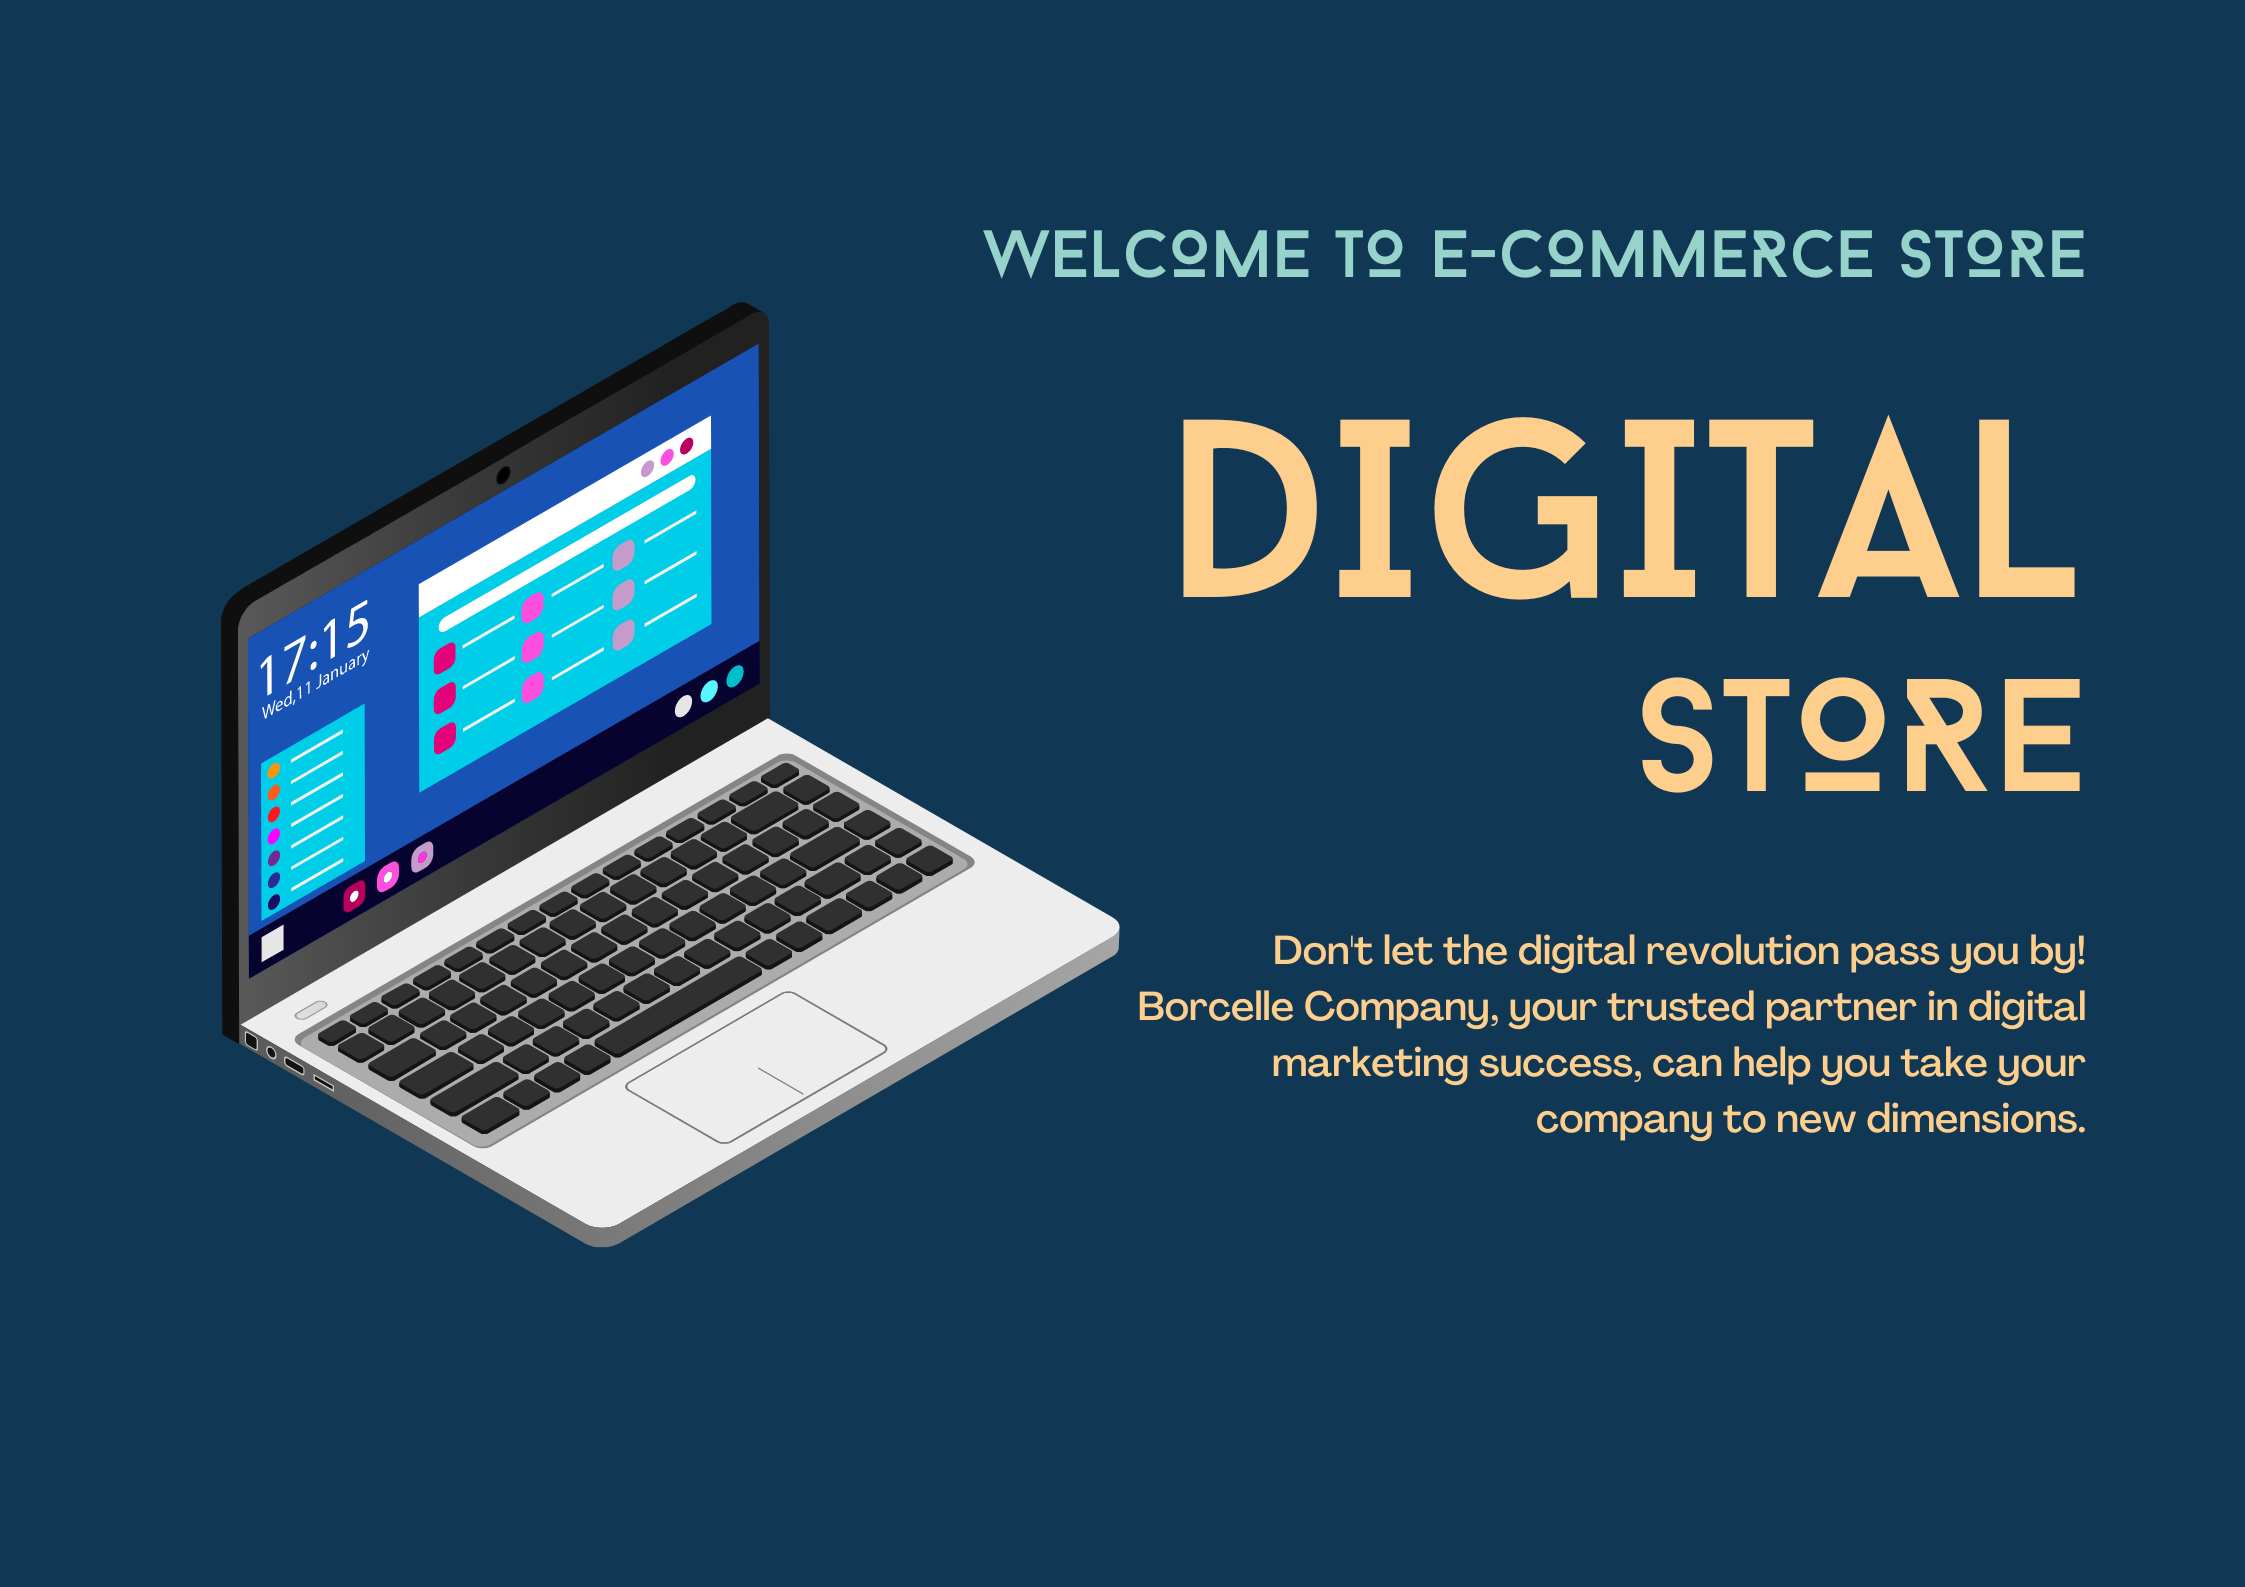 WELCOME TO E-COMMERCE STORE
DIGITAL
STORE
17:15
Wed,11 January
Don't let the digital revolution pass you by!
Borcelle Company, your trusted partner in digital
marketing success, can help you take your
company to new dimensions.